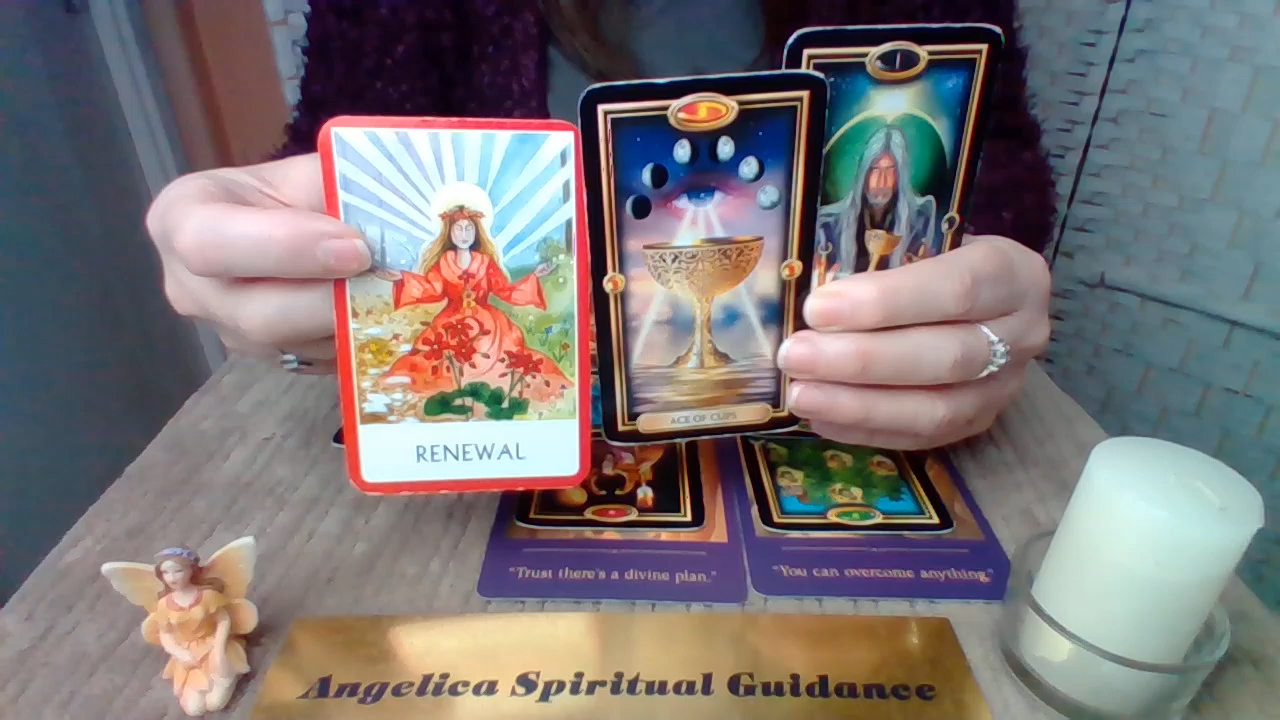 I
RENEWAL
ACE OF CUPS
"Trust there's a divine plan."
"You can overcome anything."
Angelica Spiritual Guidance